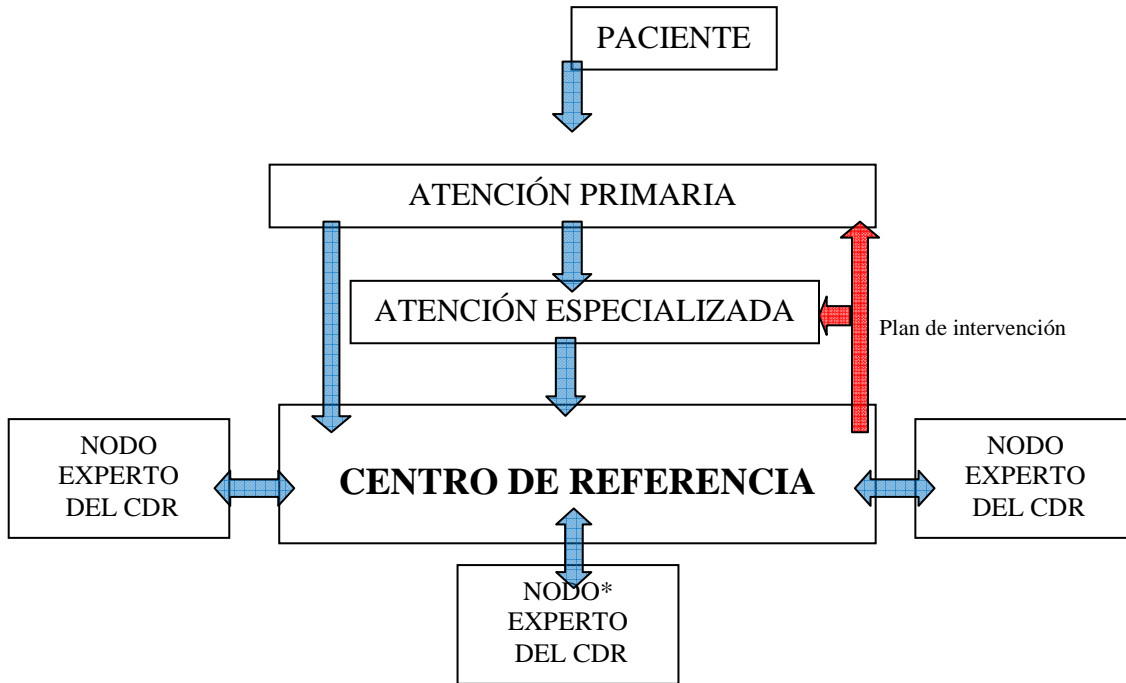 PACIENTE
ATENCIÓN PRIMARIA
ATENCIÓN ESPECIALIZADA
Plan de intervención
NODO
EXPERTO
DEL CDR
CENTRO DE REFERENCIA
NODO
EXPERTO
DEL CDR
NODO*
EXPERTO
DEL CDR